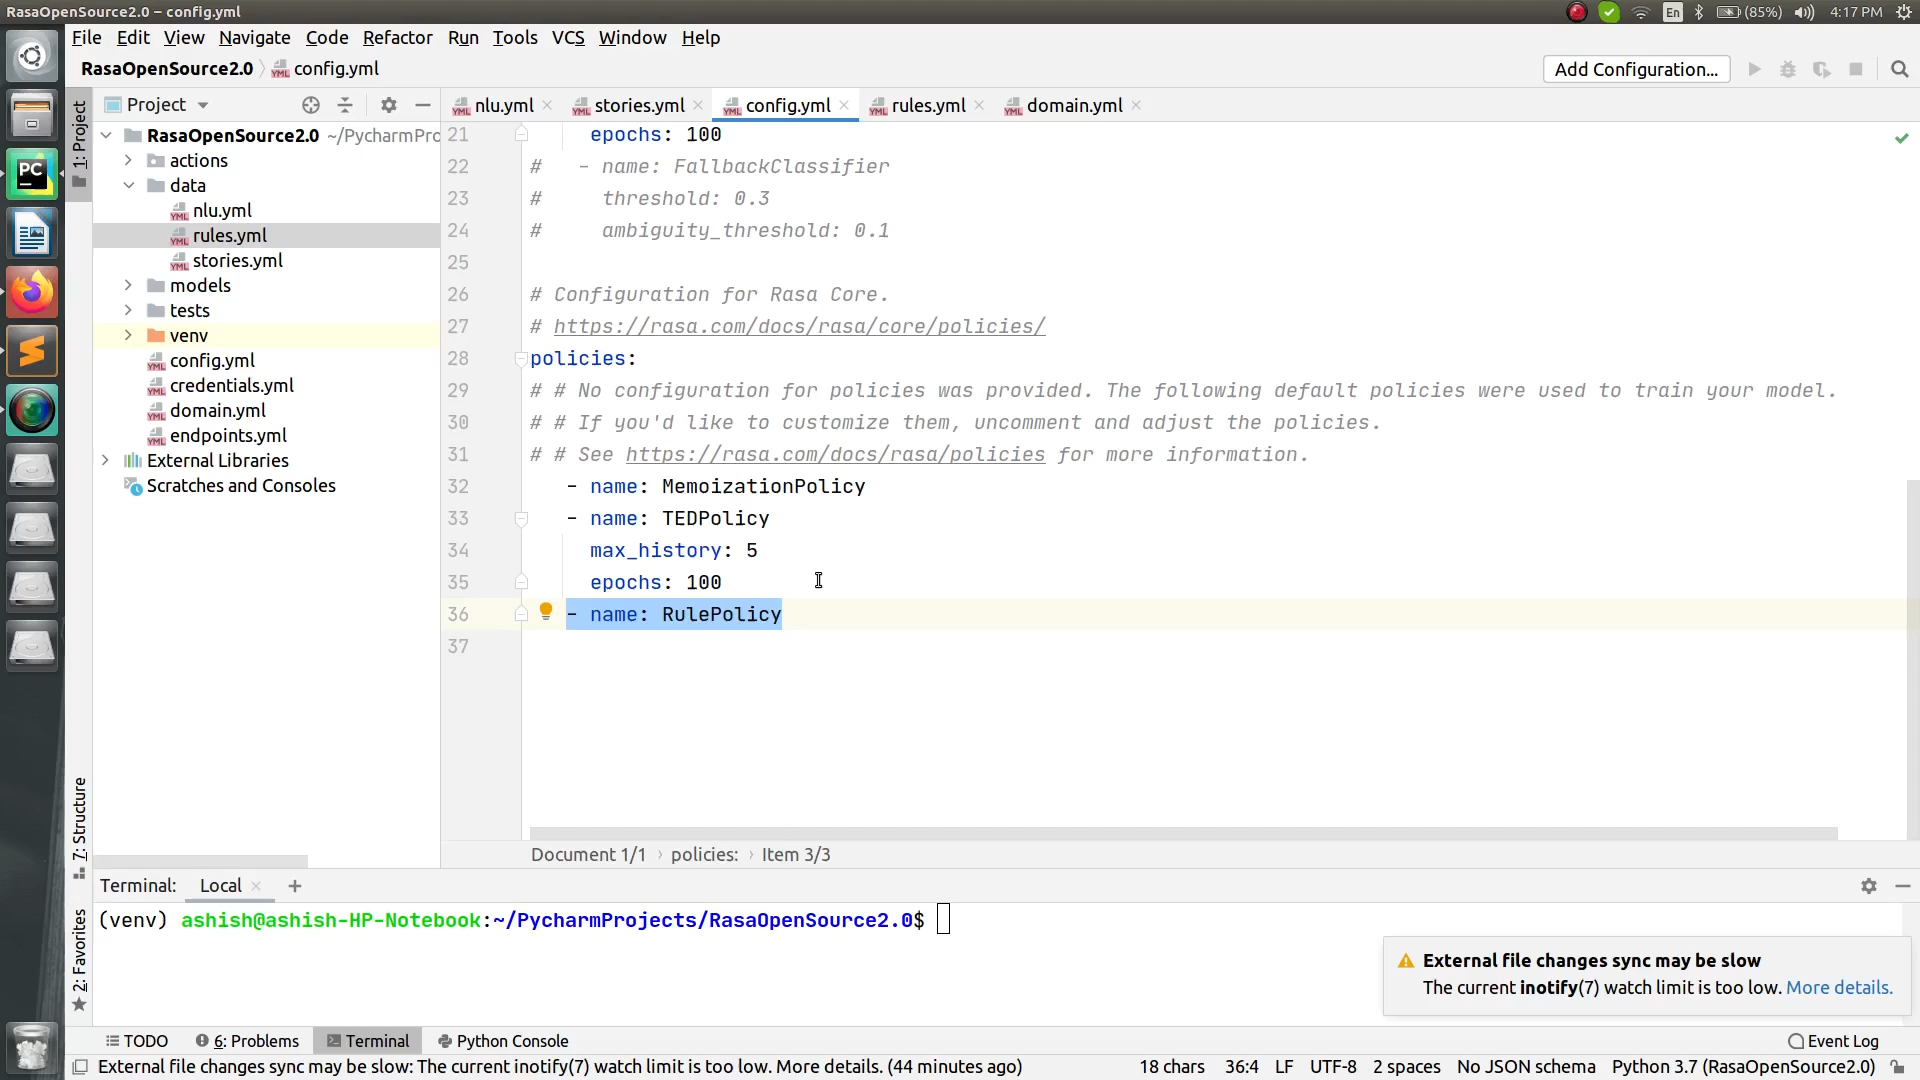 RasaOpenSource2.0 – config.yml
En
(85%)
4:17 PM
File Edit View Navigate Code Refactor Run Tools VCS Window Help
RasaOpenSource2.0
config.yml
Add Configuration...
1: Project
Project
nlu.yml
stories.yml
config.yml
rules.yml
domain.yml
RasaOpenSource2.0 ~/PycharmPro
actions
data
nlu.yml
rules.yml
stories.yml
models
tests
venv
config.yml
credentials.yml
domain.yml
endpoints.yml
External Libraries
Scratches and Consoles
PC
21 epochs: 100
22 # - name: FallbackClassifier
23 # threshold: 0.3
24 # ambiguity_threshold: 0.1
25
26 # Configuration for Rasa Core.
27 # https://rasa.com/docs/rasa/core/policies/
28 policies:
29 # # No configuration for policies was provided. The following default policies were used to train your model.
30 # # If you'd like to customize them, uncomment and adjust the policies.
31 # # See https://rasa.com/docs/rasa/policies for more information.
32 - name: MemoizationPolicy
33 - name: TEDPolicy
34 max_history: 5
35 epochs: 100
36 - name: RulePolicy
37
Document 1/1 › policies: › Item 3/3
7: Structure
2: Favorites
Terminal: Local
(venv) ashish@ashish-HP-Notebook:~/PycharmProjects/RasaOpenSource2.0$
External file changes sync may be slow
The current inotify(7) watch limit is too low. More details.
TODO
6: Problems
Terminal
Python Console
Event Log
External file changes sync may be slow: The current inotify(7) watch limit is too low. More details. (44 minutes ago)
18 chars 36:4 LF UTF-8 2 spaces No JSON schema Python 3.7 (RasaOpenSource2.0)